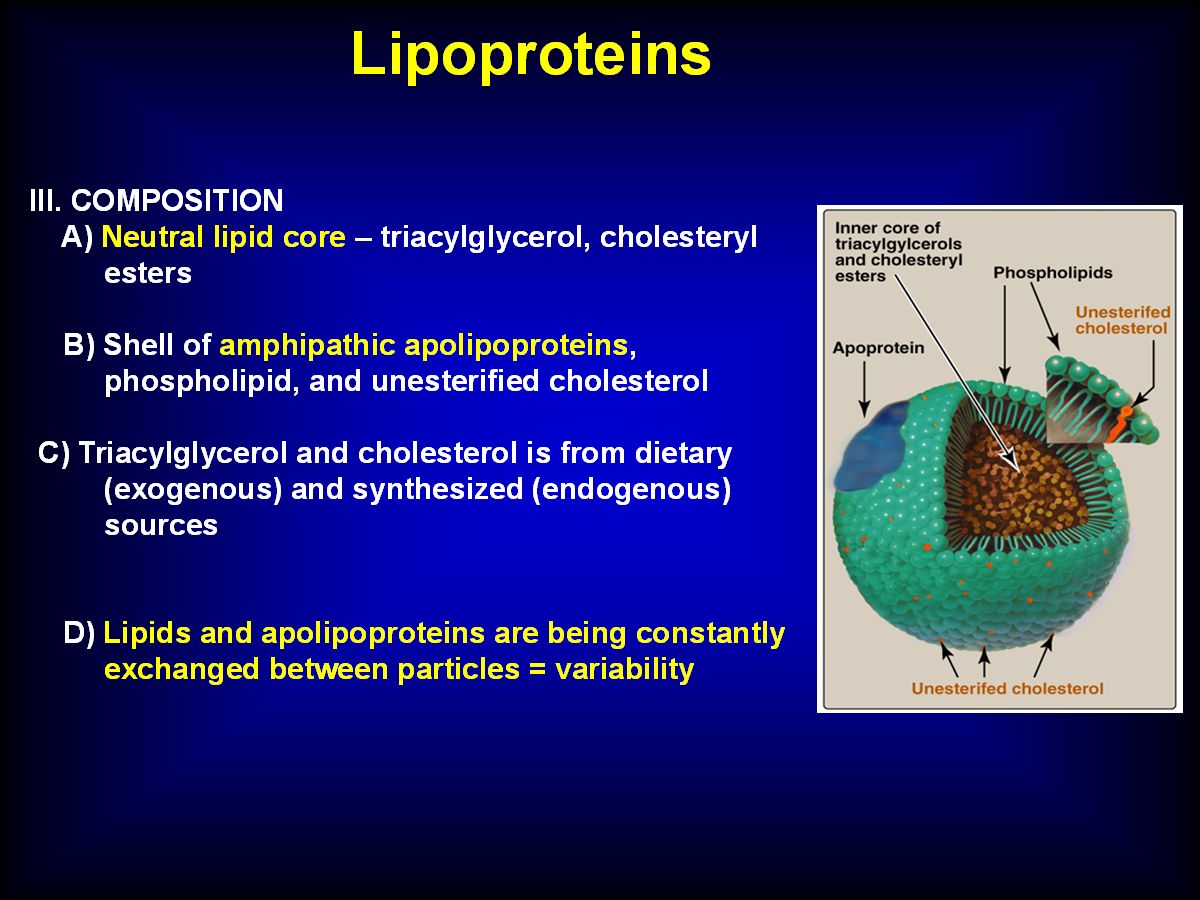 Lipoproteins
III. COMPOSITION
A) Neutral lipid core – triacylglycerol, cholesteryl
esters
B) Shell of amphipathic apolipoproteins,
phospholipid, and unesterified cholesterol
C) Triacylglycerol and cholesterol is from dietary
(exogenous) and synthesized (endogenous)
sources
D) Lipids and apolipoproteins are being constantly
exchanged between particles = variability
Inner core of
triacylgylcerols
and cholesteryl
esters
Phospholipids
Unesterifed
cholesterol
Apoprotein
Unesterifed cholesterol